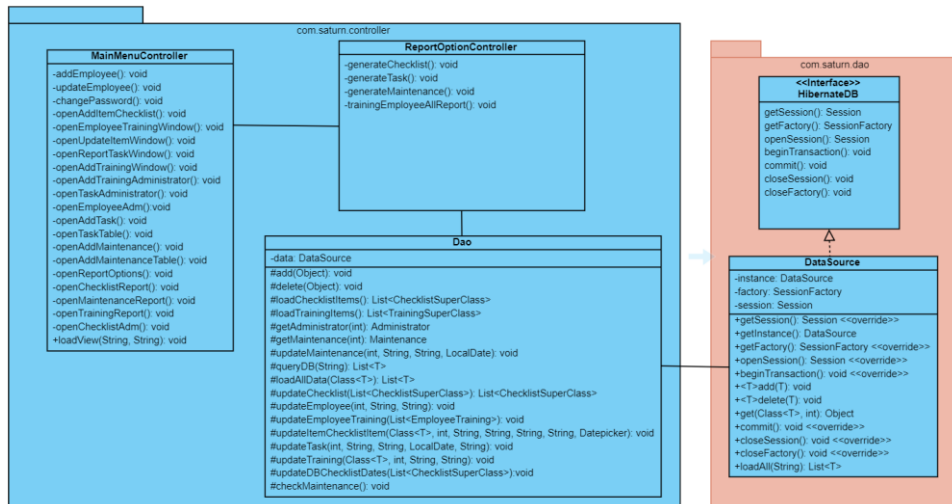 com.saturn.controller
MainMenuController
-addEmployee(): void
-updateEmployee(): void
-changePassword(): void
-openAddItemChecklist(): void
-openEmployeeTrainingWindow(): void
-openUpdateItemWindow(): void
-openReportTaskWindow(): void
-openAddTrainingWindow(): void
-openAddTrainingAdministrator(): void
-openTaskAdministrator(): void
-openEmployeeAdm()void
-openAddTask(): void
-openTaskTable(): void
-openAddMaintenance(): void
-openAddMaintenanceTable(): void
-openReportOptions(): void
-openChecklistReport(): void
-openMaintenanceReport(): void
-openTrainingReport(): void
-openChecklistAdm(): void
+loadView(String, String): void
ReportOptionController
-generateChecklist(): void
-generateTask(): void
-generateMaintenance(): void
-trainingEmployeeAllReport(): void
Dao
-data: DataSource
#add(Object): void
#delete(Object): void
#loadChecklistItems(): List<ChecklistSuperClass>
#loadTrainingItems(): List<TrainingSuperClass>
#getAdministrator(int): Administrator
#getMaintenance(int): Maintenance
#updateMaintenance(int, String, String, LocalDate): void
#queryDB(String): List<T>
#loadAllData(Class<T>): List<T>
#updateChecklist(List<ChecklistSuperClass>): List<ChecklistSuperClass>
#updateEmployee(int, String, String): void
#updateEmployeeTraining(List<EmployeeTraining>): void
#updateItemChecklistItem(Class<T>, int, String, String, String, String, Datepicker): void
#updateTask(int, String, String, LocalDate, String): void
#updateTraining(Class<T>, int, String, String): void
#updateDBChecklistDates(List<ChecklistSuperClass>):void
#checkMaintenance(): void
com.saturn.dao
<<Interface>>
HibernateDB
getSession(): Session
getFactory(): SessionFactory
openSession(): Session
beginTransaction(): void
commit(): void
closeSession(): void
closeFactory(): void
DataSource
-instance: DataSource
-factory: SessionFactory
-session: Session
+getSession(): Session <<override>>
+getInstance(): DataSource
+getFactory(): SessionFactory <<override>>
+openSession(): Session <<override>>
+beginTransaction(): void <<override>>
+<T>add(T): void
+<T>delete(T): void
+get(Class<T>, int): Object
+commit(): void <<override>>
+closeSession(): void <<override>>
+closeFactory(): void <<override>>
+loadAll(String): List<T>